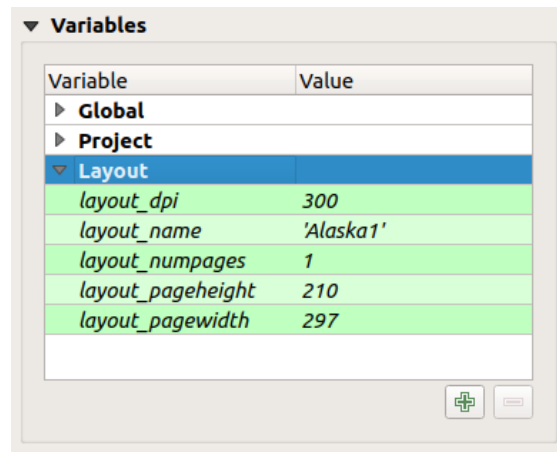 Variables
Variable Value
Global
Project
Layout
layout_dpi 300
layout_name 'Alaska1'
layout_numpages 1
layout_pageheight 210
layout_pagewidth 297